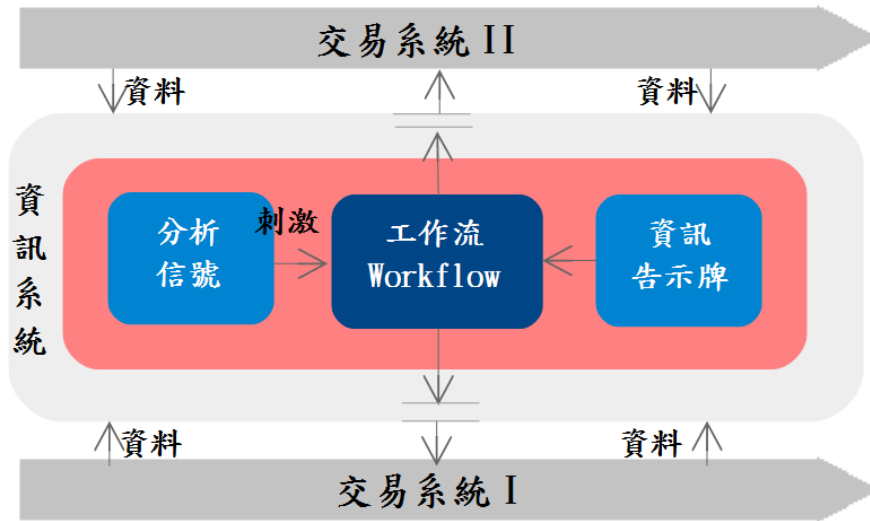 交易系統 II
資料
資料
資訊系統
分析
信號
刺激
工作流
Workflow
資訊
告示牌
資料
資料
交易系統 I